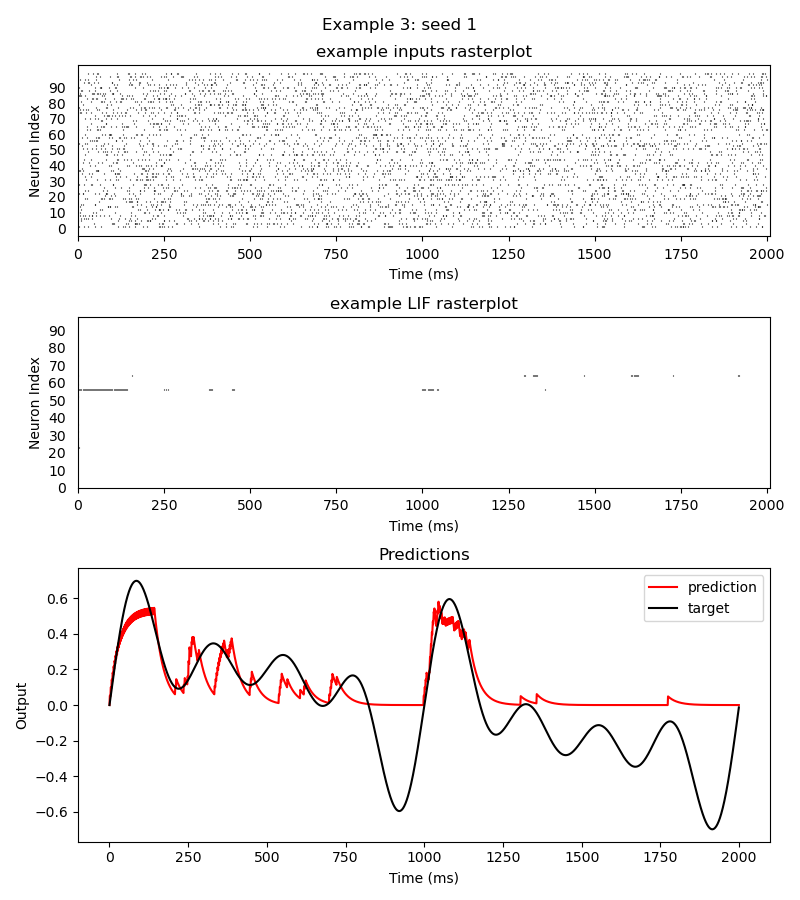 Example 3: seed 1
example inputs rasterplot
Neuron Index
90
80
70
60
50
40
30
20
10
0
0 250 500 750 1000 1250 1500 1750 2000
Time (ms)
example LIF rasterplot
Neuron Index
90
80
70
60
50
40
30
20
10
0
0 250 500 750 1000 1250 1500 1750 2000
Time (ms)
Predictions
Output
0.6
0.4
0.2
0.0
−0.2
−0.4
−0.6
prediction
target
0 250 500 750 1000 1250 1500 1750 2000
Time (ms)